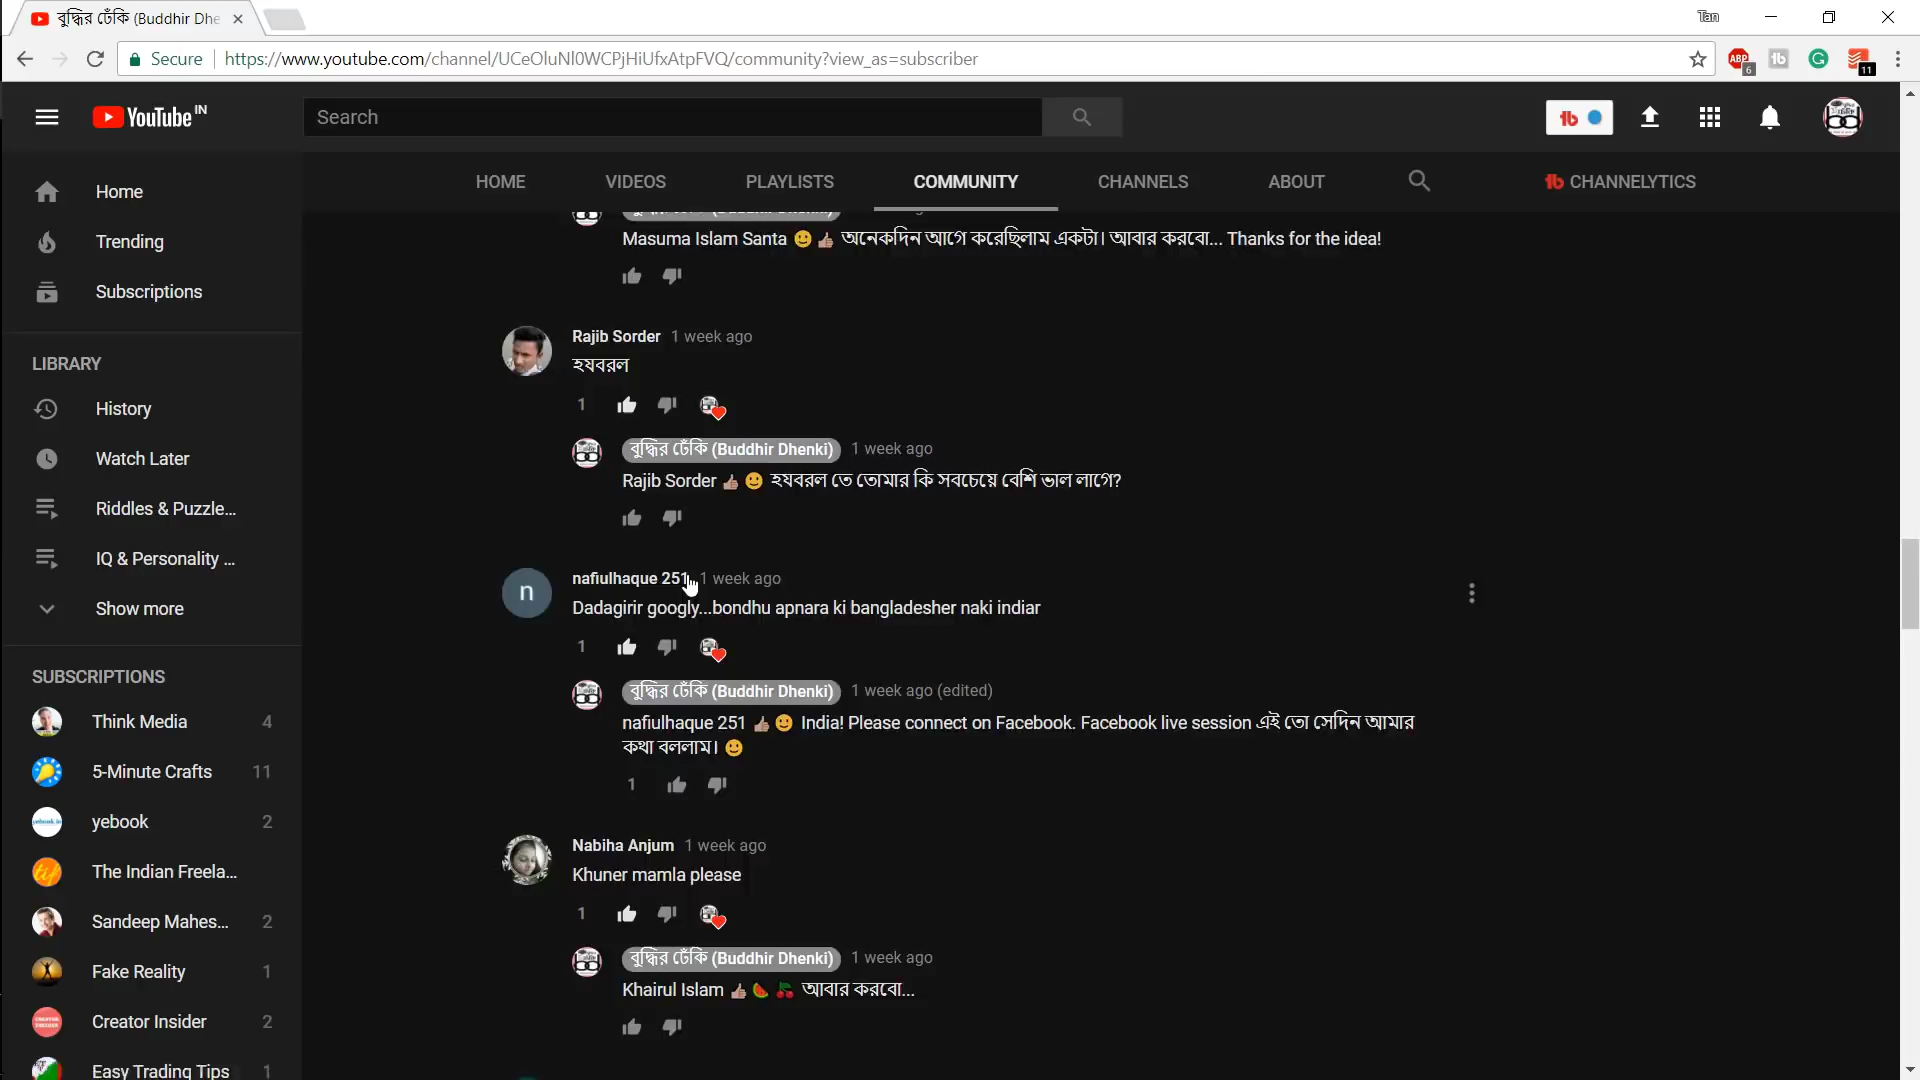 বুদ্ধির ঢেঁকি (Buddhir Dhe
Tan
Secure https://www.youtube.com/channel/UCeOluNl0WCPjHiUfxAtpFVQ/community?view_as=subscriber
6
11
YouTube IN
Search
Home
Trending
Subscriptions
LIBRARY
History
Watch Later
Riddles & Puzzle...
IQ & Personality ...
Show more
SUBSCRIPTIONS
Think Media 4
5-Minute Crafts 11
yebook 2
The Indian Freela...
Sandeep Mahes... 2
Fake Reality 1
Creator Insider 2
Easy Trading Tips 1
HOME VIDEOS PLAYLISTS COMMUNITY CHANNELS ABOUT CHANNELYTICS
Masuma Islam Santa 🙂👍🏽 অনেকদিন আগে করেছিলাম একটা। আবার করবো... Thanks for the idea!
Rajib Sorder 1 week ago
হযবরল
1
বুদ্ধির ঢেঁকি (Buddhir Dhenki) 1 week ago
Rajib Sorder 👍🏽 🙂 হযবরল তে তোমার কি সবচেয়ে বেশি ভাল লাগে?
nafiulhaque 251 1 week ago
Dadagirir googly...bondhu apnara ki bangladesher naki indiar
1
বুদ্ধির ঢেঁকি (Buddhir Dhenki) 1 week ago (edited)
nafiulhaque 251 👍🏽 🙂 India! Please connect on Facebook. Facebook live session এই তো সেদিন আমার
কথা বললাম। 🙂
1
Nabiha Anjum 1 week ago
Khuner mamla please
1
বুদ্ধির ঢেঁকি (Buddhir Dhenki) 1 week ago
Khairul Islam 👍🏽 🍉 🍒 আবার করবো...